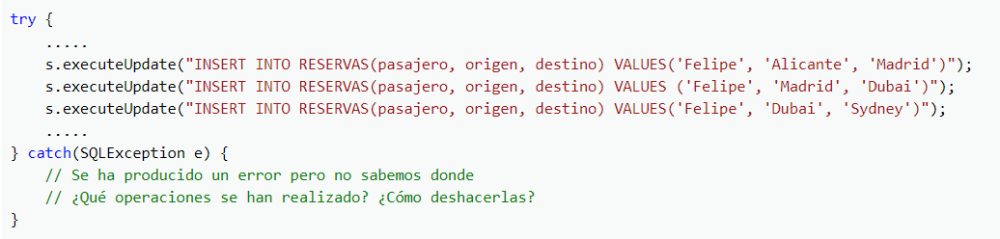 try {
.....
s.executeUpdate("INSERT INTO RESERVAS(pasajero, origen, destino) VALUES('Felipe', 'Alicante', 'Madrid')");
s.executeUpdate("INSERT INTO RESERVAS(pasajero, origen, destino) VALUES ('Felipe', 'Madrid', 'Dubai')");
s.executeUpdate("INSERT INTO RESERVAS(pasajero, origen, destino) VALUES('Felipe', 'Dubai', 'Sydney')");
.....
} catch(SQLException e) {
// Se ha producido un error pero no sabemos donde
// ¿Qué operaciones se han realizado? ¿Cómo deshacerlas?
}